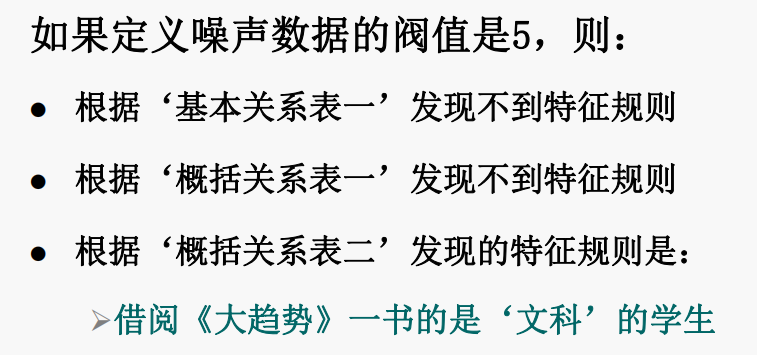 如果定义噪声数据的阀值是5，则：
● 根据‘基本关系表一’发现不到特征规则
● 根据‘概括关系表一’发现不到特征规则
● 根据‘概括关系表二’发现的特征规则是：
➢借阅《大趋势》一书的是‘文科’的学生